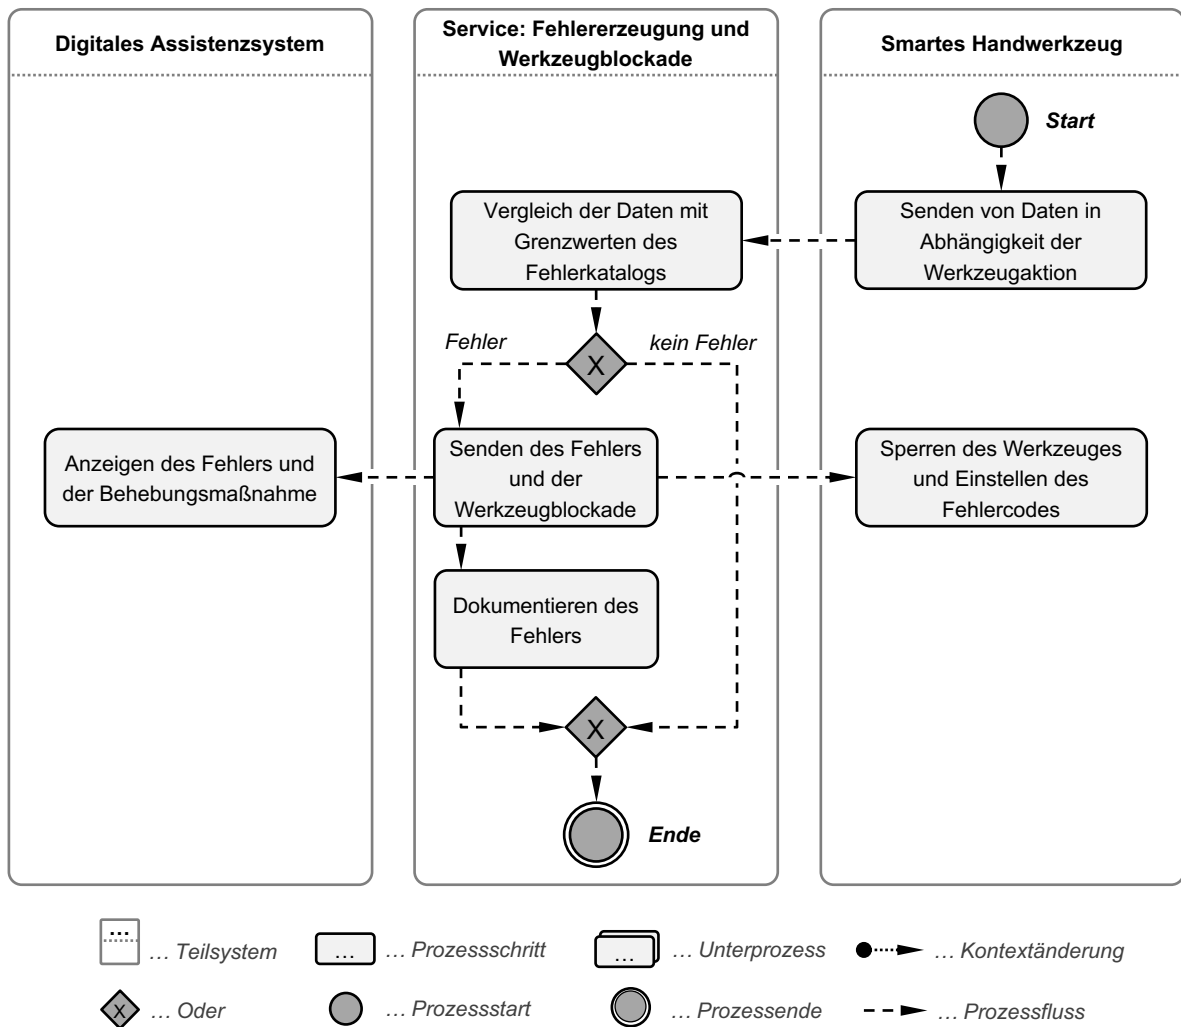 Digitales Assistenzsystem
Service: Fehlererzeugung und
Werkzeugblockade
Smartes Handwerkzeug
Start
Vergleich der Daten mit
Grenzwerten des
Fehlerkatalogs
Senden von Daten in
Abhängigkeit der
Werkzeugaktion
Fehler
kein Fehler
X
Anzeigen des Fehlers und
der Behebungsmaßnahme
Senden des Fehlers
und der
Werkzeugblockade
Sperren des Werkzeuges
und Einstellen des
Fehlercodes
Dokumentieren des
Fehlers
X
Ende
...
... Teilsystem
...
... Prozessschritt
...
... Unterprozess
... Kontextänderung
X
... Oder
... Prozessstart
... Prozessende
... Prozessfluss